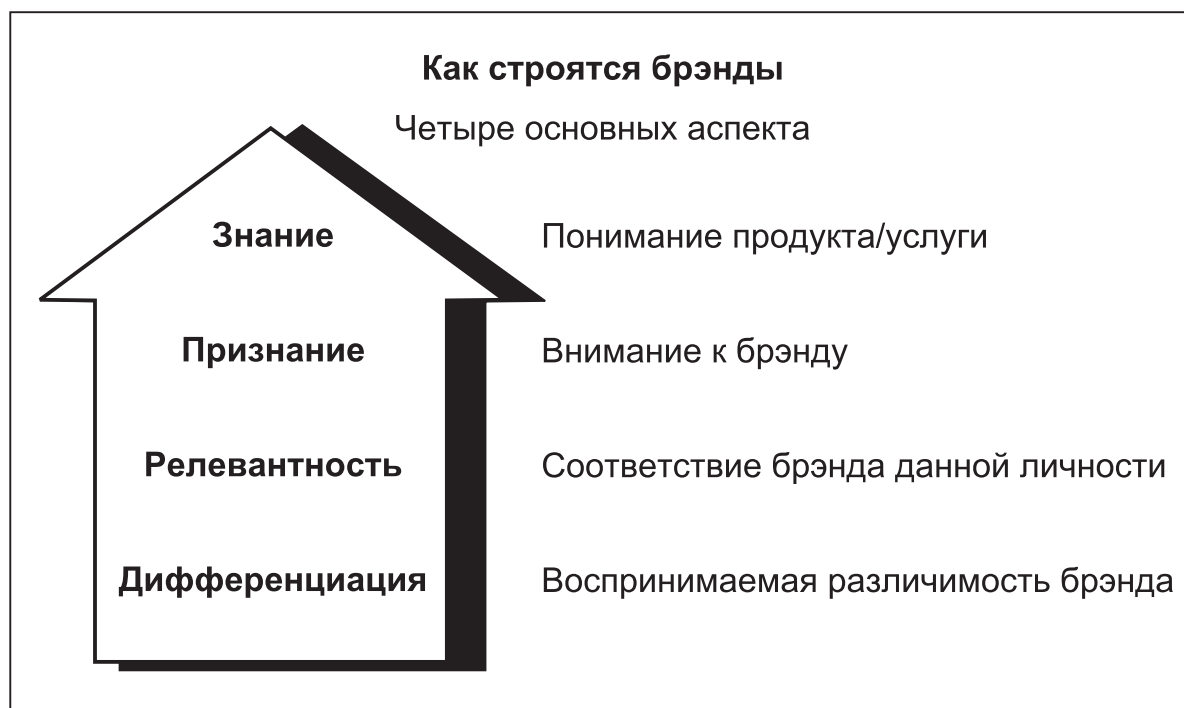 Как строятся брэнды
Четыре основных аспекта
Знание Понимание продукта/услуги
Признание Внимание к брэнду
Релевантность Соответствие брэнда данной личности
Дифференциация Воспринимаемая различимость брэнда